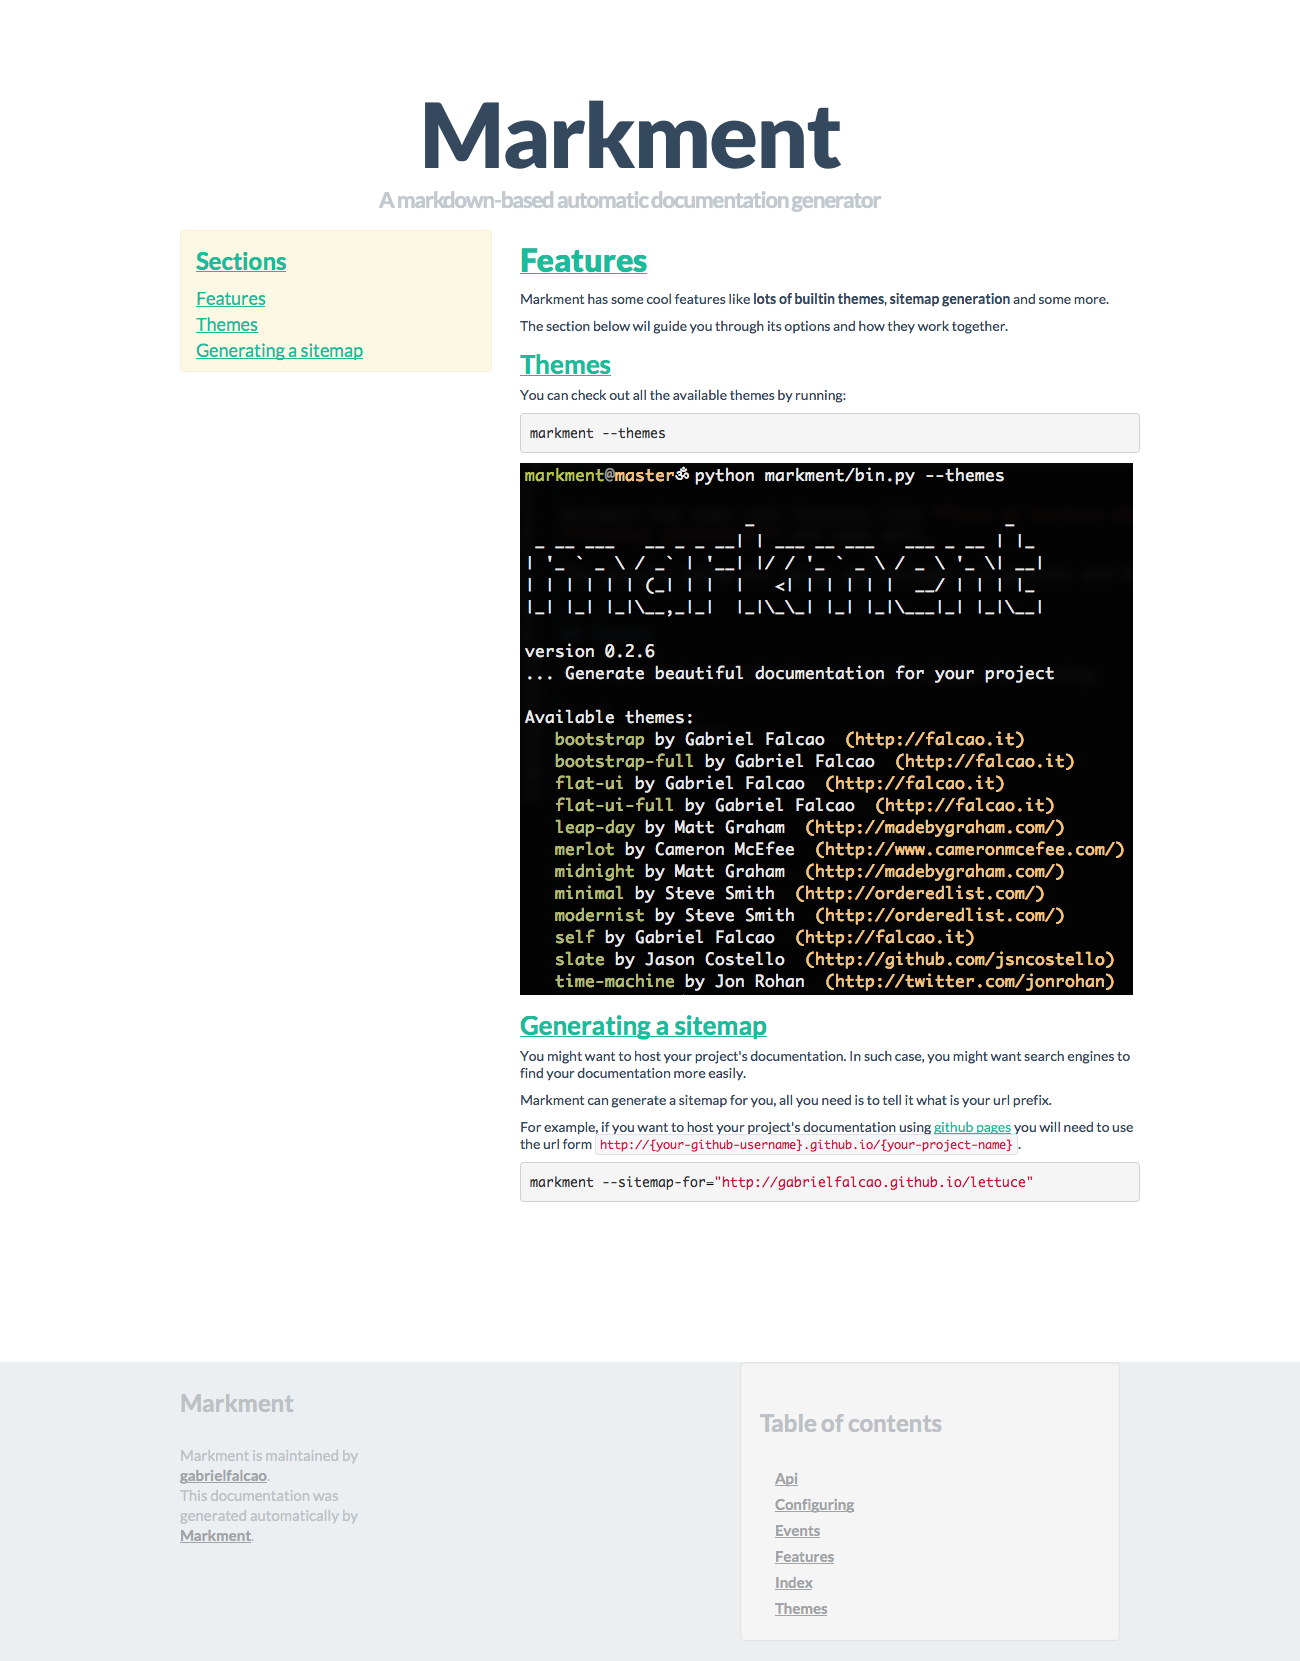 Markment
A markdown-based automatic documentation generator
Sections
Features
Themes
Generating a sitemap
Features
Markment has some cool features like lots of builtin themes, sitemap generation and some more.
The section below wil guide you through its options and how they work together.
Themes
You can check out all the available themes by running:
markment --themes
markment@master🕉 python markment/bin.py --themes
markment
version 0.2.6
... Generate beautiful documentation for your project
Available themes:
bootstrap by Gabriel Falcao  (http://falcao.it)
bootstrap-full by Gabriel Falcao  (http://falcao.it)
flat-ui by Gabriel Falcao  (http://falcao.it)
flat-ui-full by Gabriel Falcao  (http://falcao.it)
leap-day by Matt Graham  (http://madebygraham.com/)
merlot by Cameron McEfee  (http://www.cameronmcefee.com/)
midnight by Matt Graham  (http://madebygraham.com/)
minimal by Steve Smith  (http://orderedlist.com/)
modernist by Steve Smith  (http://orderedlist.com/)
self by Gabriel Falcao  (http://falcao.it)
slate by Jason Costello  (http://github.com/jsncostello)
time-machine by Jon Rohan  (http://twitter.com/jonrohan)
Generating a sitemap
You might want to host your project's documentation. In such case, you might want search engines to
find your documentation more easily.
Markment can generate a sitemap for you, all you need is to tell it what is your url prefix.
For example, if you want to host your project's documentation using github pages you will need to use
the url form http://{your-github-username}.github.io/{your-project-name}.
markment --sitemap-for="http://gabrielfalcao.github.io/lettuce"
Markment
Markment is maintained by
gabrielfalcao.
This documentation was
generated automatically by
Markment.
Table of contents
Api
Configuring
Events
Features
Index
Themes